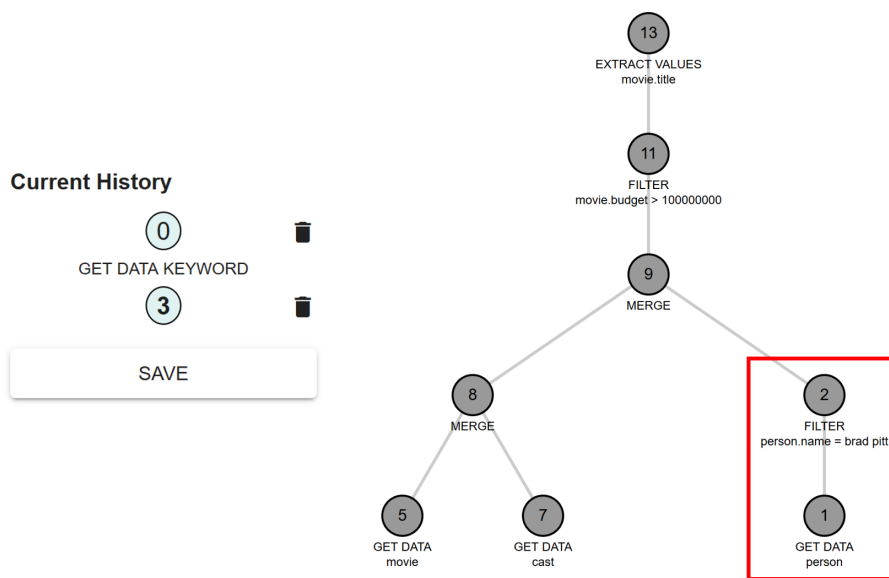 Current History
0
GET DATA KEYWORD
3
SAVE
13
EXTRACT VALUES
movie.title
11
FILTER
movie.budget > 100000000
9
MERGE
8
MERGE
2
FILTER
person.name = brad pitt
5
GET DATA
movie
7
GET DATA
cast
1
GET DATA
person